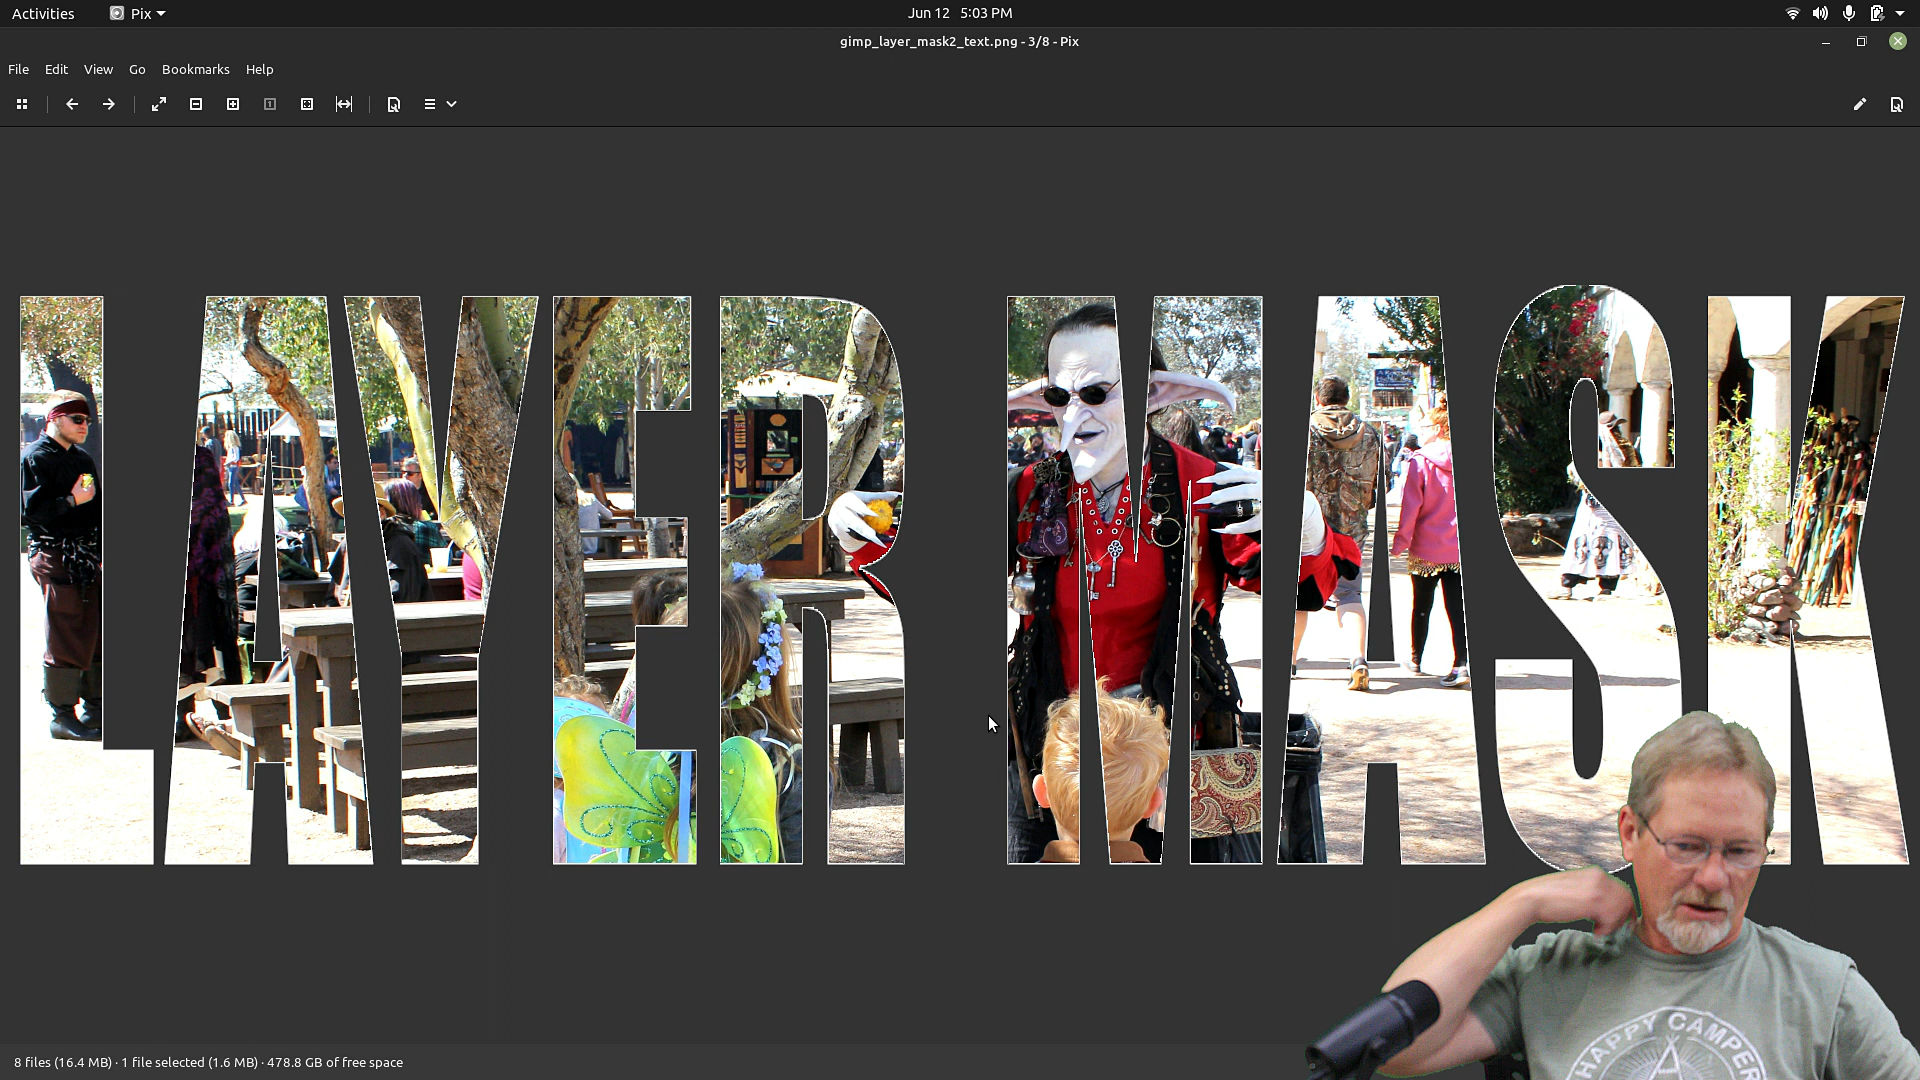 Activities
Pix
Jun 12 5:03 PM
gimp_layer_mask2_text.png - 3/8 - Pix
File Edit View Go Bookmarks Help
LAYER MASK
HAPPY CAMPER
8 files (16.4 MB) · 1 file selected (1.6 MB) · 478.8 GB of free space